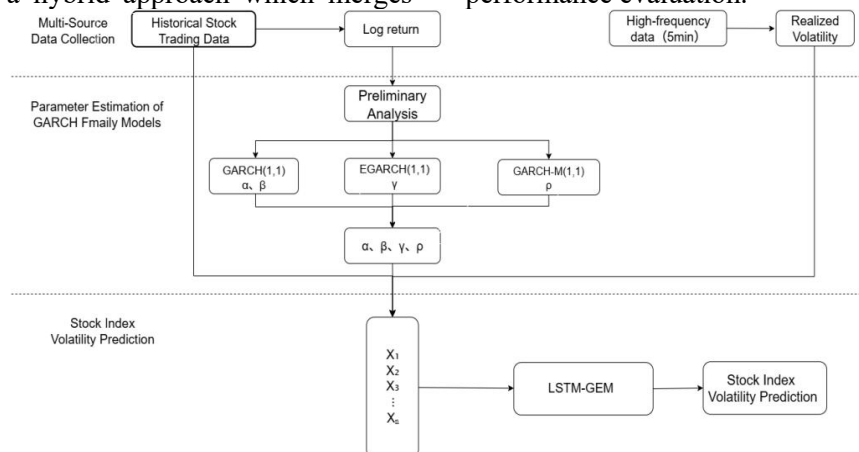 a hybrid approach which merges
performance evaluation.
Multi-Source
Data Collection
Historical Stock
Trading Data
Log return
High-frequency
data（5min）
Realized
Volatility
Parameter Estimation of
GARCH Fmaily Models
Preliminary
Analysis
GARCH(1,1)
α、β
EGARCH(1,1)
γ
GARCH-M(1,1)
ρ
α、β、γ、ρ
Stock Index
Volatility Prediction
X₁
X₂
X₃
⋮
Xₙ
LSTM-GEM
Stock Index
Volatility Prediction